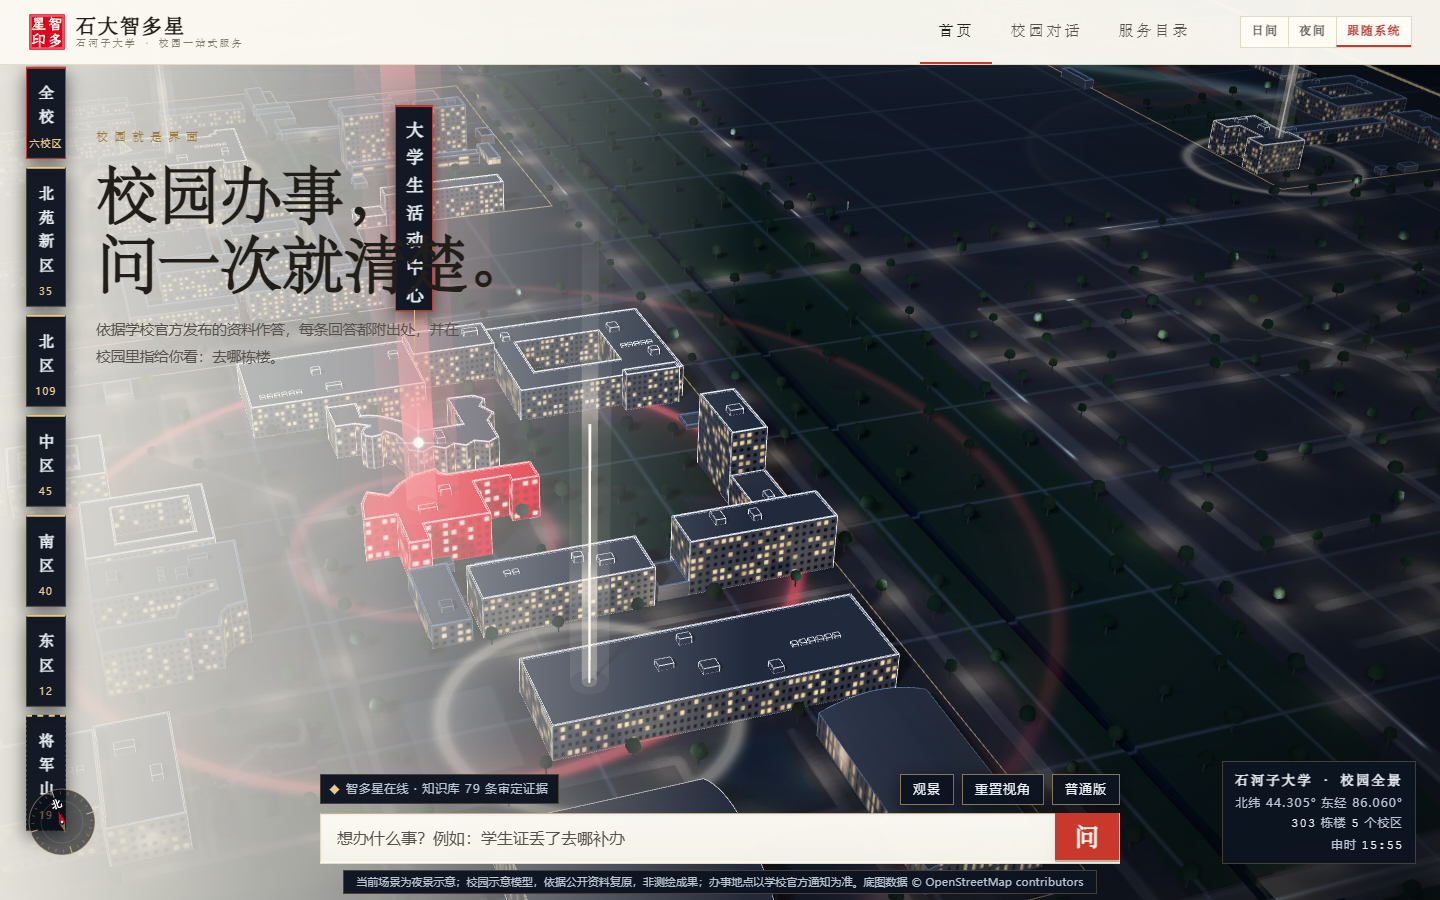 星智
印多
石大智多星
石河子大学 · 校园一站式服务
首页
校园对话
服务目录
日间
夜间
跟随系统
全校
六校区
北苑新区
35
北区
109
中区
45
南区
40
东区
12
将军山
19
北
校园就是界面
校园办事，
问一次就清楚。
依据学校官方发布的资料作答，每条回答都附出处，并在
校园里指给你看：去哪栋楼。
大学生活动中心
智多星在线 · 知识库 79 条审定证据
观景
重置视角
普通版
想办什么事？例如：学生证丢了去哪补办
问
当前场景为夜景示意；校园示意模型，依据公开资料复原，非测绘成果；办事地点以学校官方通知为准。底图数据 © OpenStreetMap contributors
石河子大学 · 校园全景
北纬 44.305° 东经 86.060°
303 栋楼 5 个校区
申时 15:55